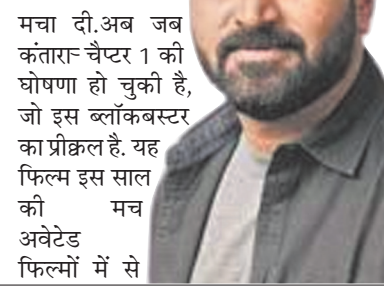 मचा दी.अब जब
कंतारा- चैप्टर 1 की
घोषणा हो चुकी है,
जो इस ब्लॉकबस्टर
का प्रीक्वल है. यह
फिल्म इस साल
की मच
अवेटेड
फिल्मों में से